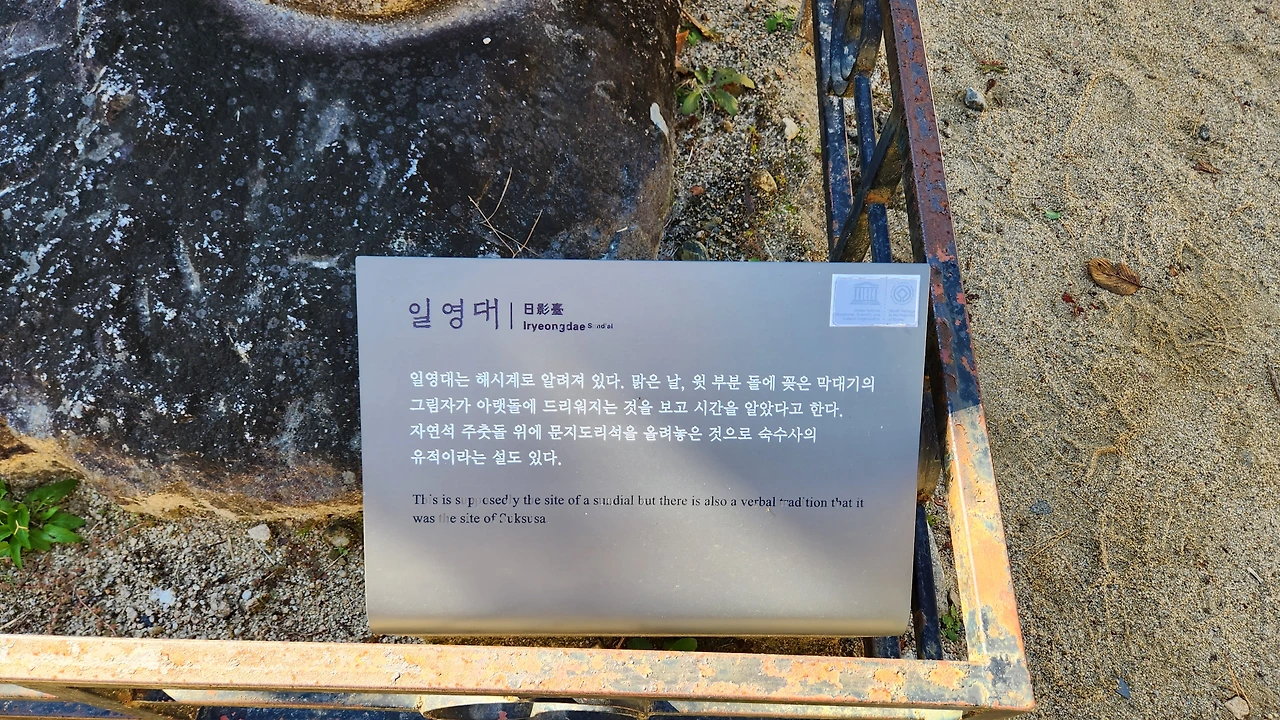 일영대
日影臺
Iryeongdae Sundial
일영대는 해시계로 알려져 있다. 맑은 날, 윗 부분 돌에 꽂은 막대기의
그림자가 아랫돌에 드리워지는 것을 보고 시간을 알았다고 한다.
자연석 주춧돌 위에 문지도리석을 올려놓은 것으로 숙수사의
유적이라는 설도 있다.
This is supposedly the site of a sundial but there is also a verbal tradition that it
was the site of Suksusa